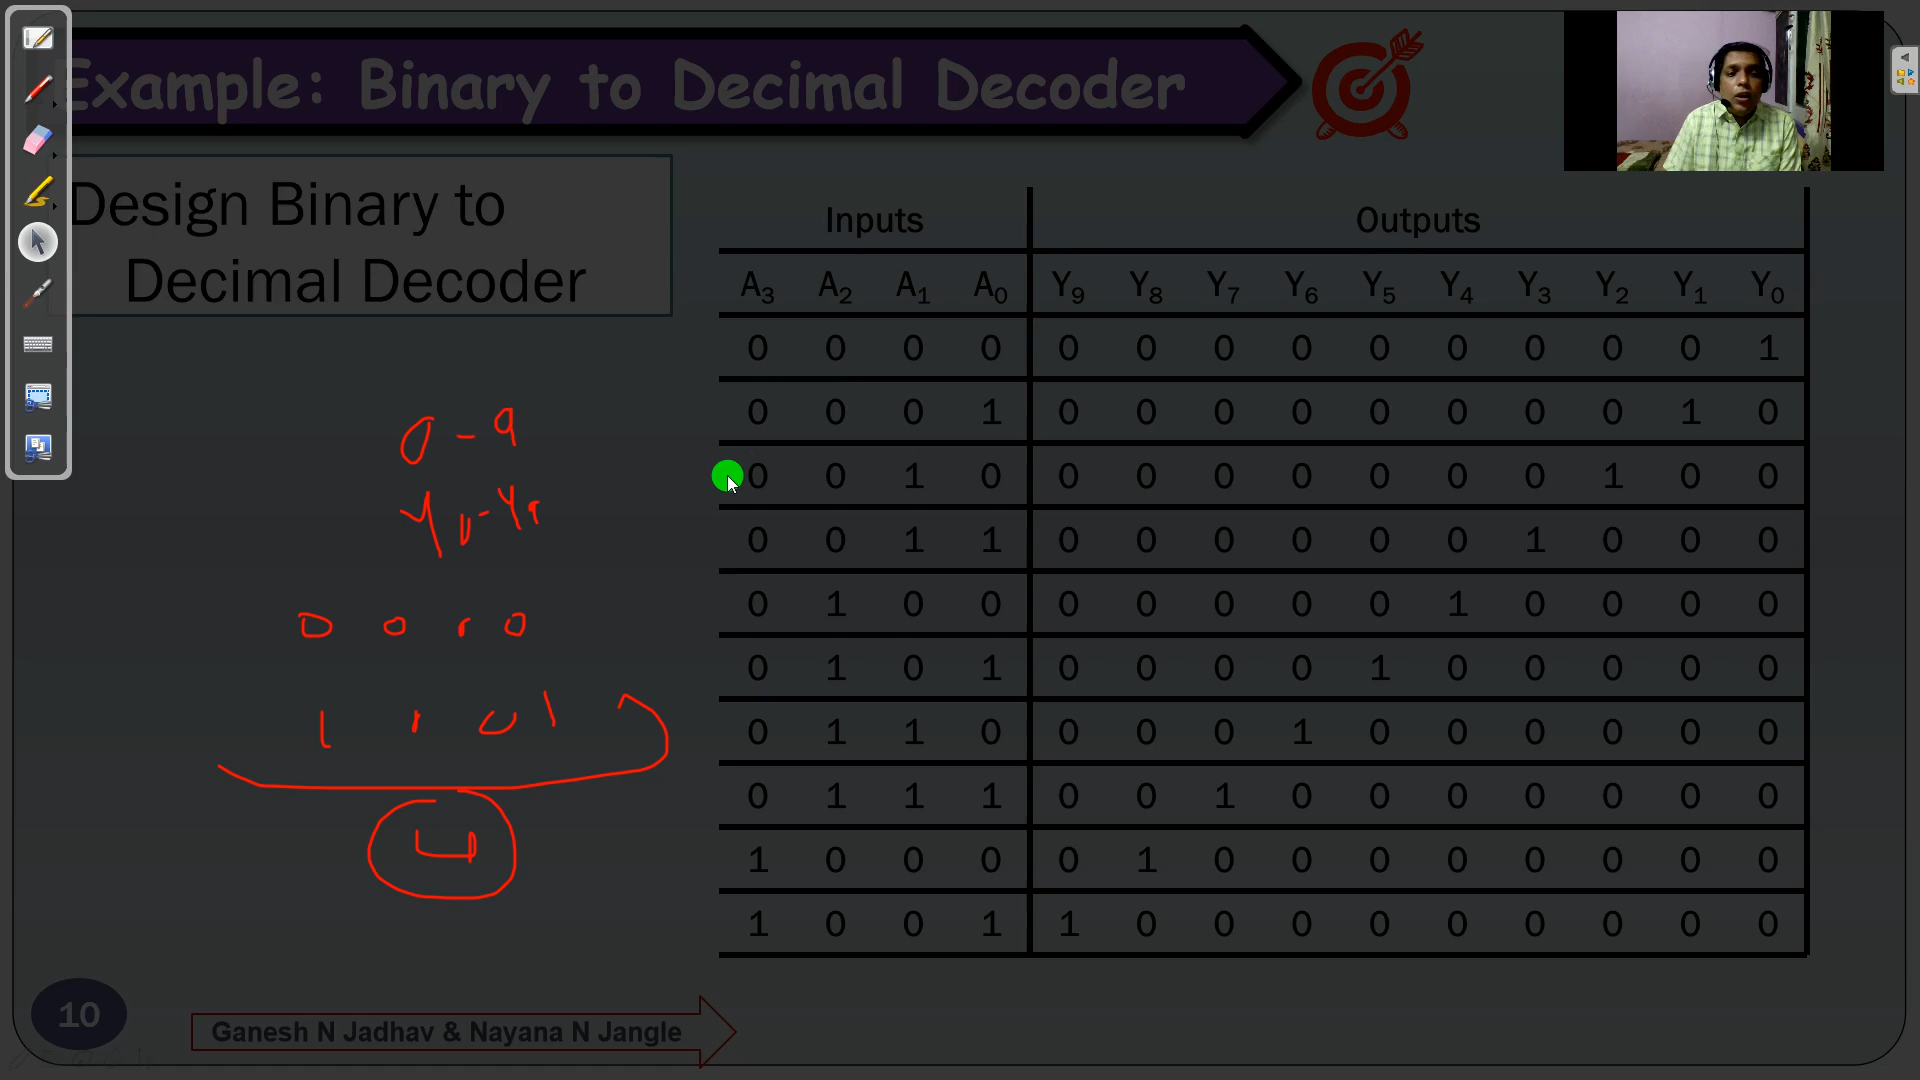 Example: Binary to Decimal Decoder
Design Binary to
Decimal Decoder
0 - 9
Y0 - Y9
0 0 1 0
1 1 0 1
4
Inputs Outputs
A3 A2 A1 A0 Y9 Y8 Y7 Y6 Y5 Y4 Y3 Y2 Y1 Y0
0 0 0 0 0 0 0 0 0 0 0 0 0 1
0 0 0 1 0 0 0 0 0 0 0 0 1 0
0 0 1 0 0 0 0 0 0 0 0 1 0 0
0 0 1 1 0 0 0 0 0 0 1 0 0 0
0 1 0 0 0 0 0 0 0 1 0 0 0 0
0 1 0 1 0 0 0 0 1 0 0 0 0 0
0 1 1 0 0 0 0 1 0 0 0 0 0 0
0 1 1 1 0 0 1 0 0 0 0 0 0 0
1 0 0 0 0 1 0 0 0 0 0 0 0 0
1 0 0 1 1 0 0 0 0 0 0 0 0 0
10
Ganesh N Jadhav & Nayana N Jangle